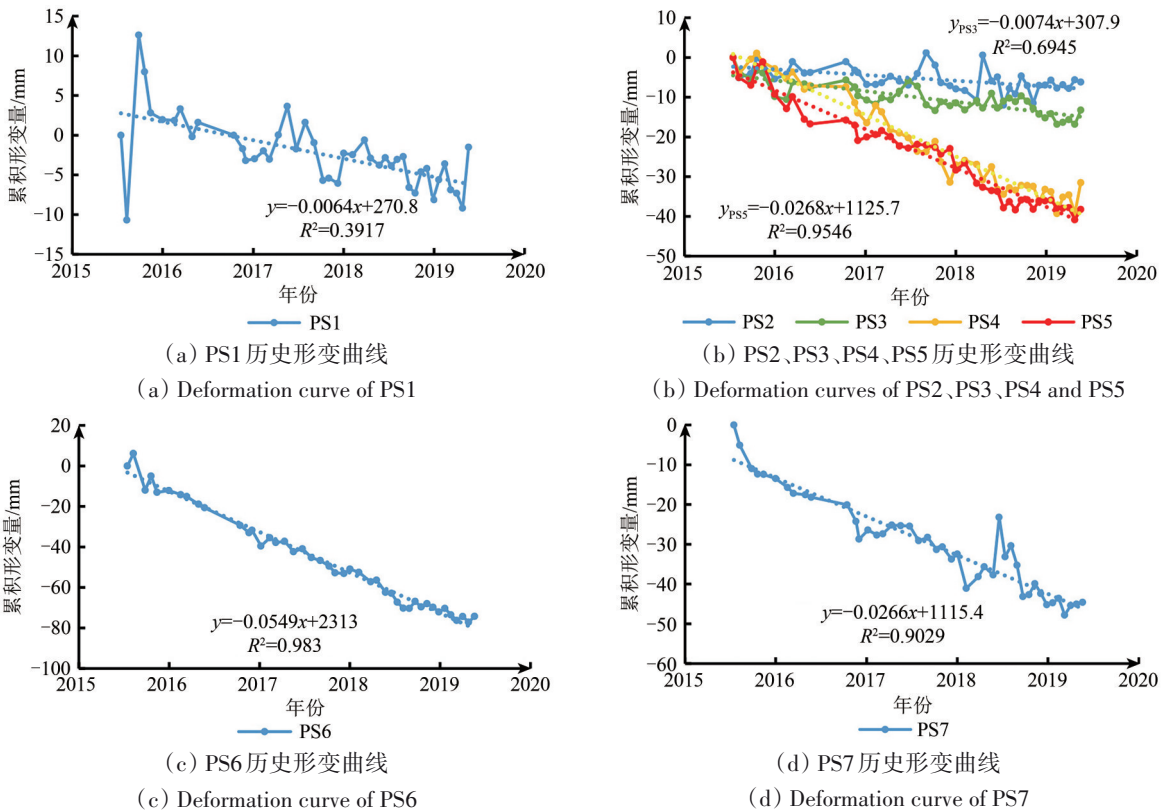 15
10
5
0
−5
−10
−15
累积形变量/mm
y=−0.0064x+270.8
R²=0.3917
2015 2016 2017 2018 2019 2020
年份
PS1
(a) PS1历史形变曲线
(a) Deformation curve of PS1
10
0
−10
−20
−30
−40
−50
累积形变量/mm
yPS3=−0.0074x+307.9
R²=0.6945
yPS5=−0.0268x+1125.7
R²=0.9546
2015 2016 2017 2018 2019 2020
年份
PS2 PS3 PS4 PS5
(b) PS2、PS3、PS4、PS5历史形变曲线
(b) Deformation curves of PS2、PS3、PS4 and PS5
20
0
−20
−40
−60
−80
−100
累积形变量/mm
y=−0.0549x+2313
R²=0.983
2015 2016 2017 2018 2019 2020
年份
PS6
(c) PS6历史形变曲线
(c) Deformation curve of PS6
0
−10
−20
−30
−40
−50
−60
累积形变量/mm
y=−0.0266x+1115.4
R²=0.9029
2015 2016 2017 2018 2019 2020
年份
PS7
(d) PS7历史形变曲线
(d) Deformation curve of PS7